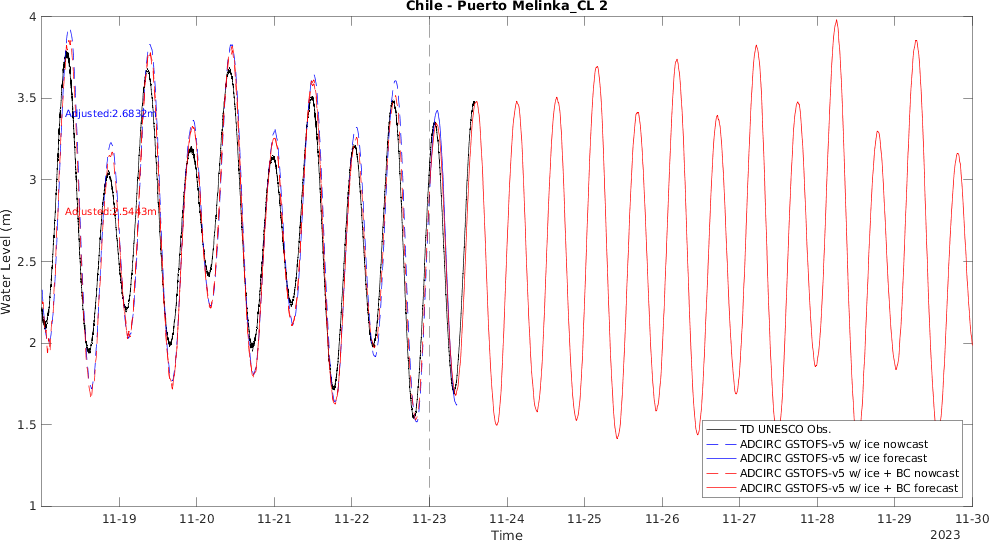 Chile - Puerto Melinka_CL 2
4
3.5
3
2.5
2
1.5
1
Water Level (m)
Adjusted:2.6832m
Adjusted:2.5443m
TD UNESCO Obs.
ADCIRC GSTOFS-v5 w/ ice nowcast
ADCIRC GSTOFS-v5 w/ ice forecast
ADCIRC GSTOFS-v5 w/ ice + BC nowcast
ADCIRC GSTOFS-v5 w/ ice + BC forecast
11-19 11-20 11-21 11-22 11-23 11-24 11-25 11-26 11-27 11-28 11-29 11-30
Time
2023